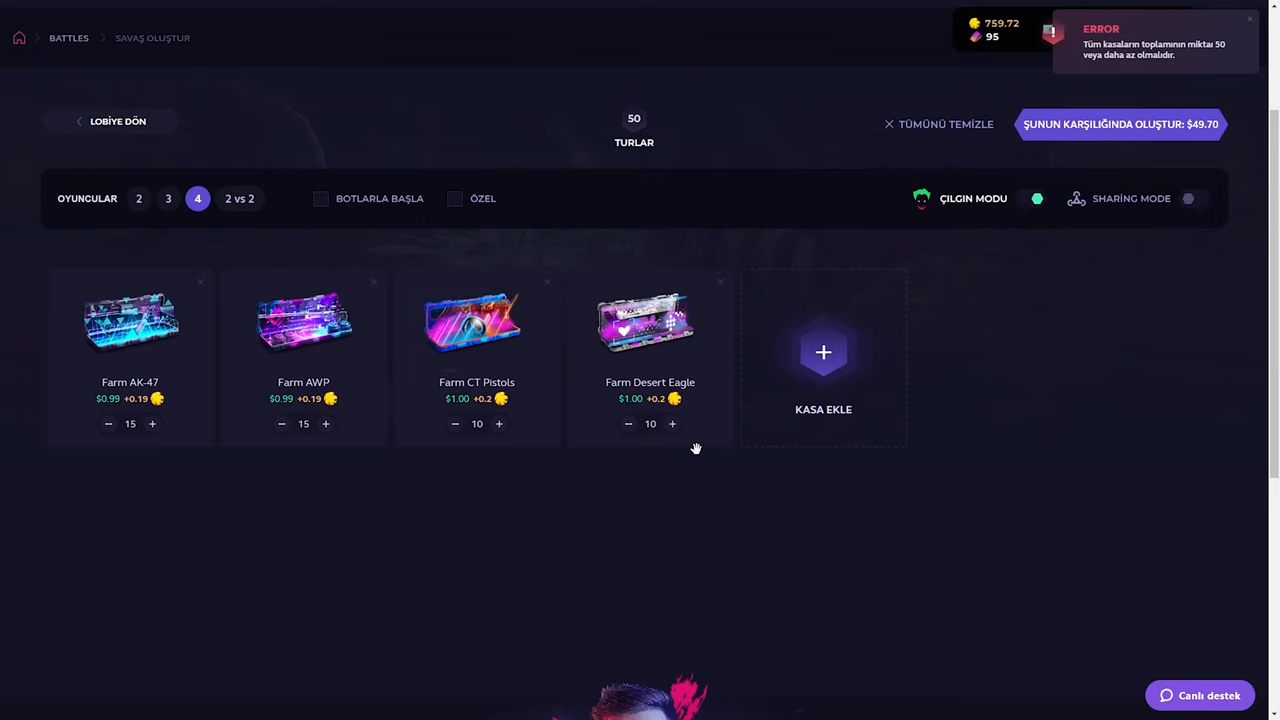 759.72
95
ERROR
Tüm kasaların toplamının miktaı 50
veya daha az olmalıdır.
BATTLES
SAVAŞ OLUŞTUR
LOBİYE DÖN
50
TURLAR
TÜMÜNÜ TEMİZLE
ŞUNUN KARŞILIĞINDA OLUŞTUR: $49.70
OYUNCULAR 2 3 4 2 vs 2 BOTLARLA BAŞLA ÖZEL ÇILGIN MODU SHARİNG MODE
Farm AK-47
$0.99 +0.19
− 15 +
Farm AWP
$0.99 +0.19
− 15 +
Farm CT Pistols
$1.00 +0.2
− 10 +
Farm Desert Eagle
$1.00 +0.2
− 10 +
+
KASA EKLE
Canlı destek